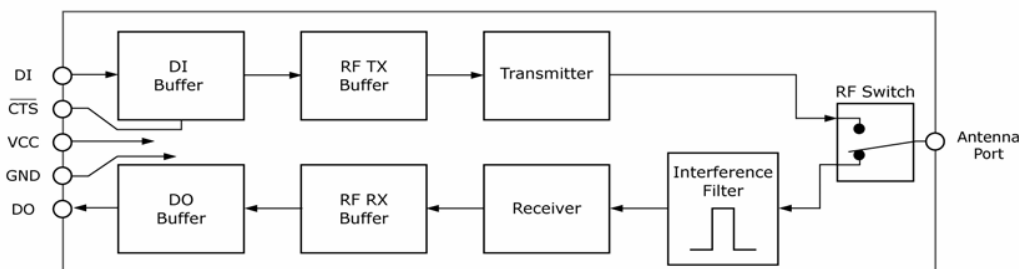 DI
C̅T̅S̅
VCC
GND
DO
DI
Buffer
RF TX
Buffer
Transmitter
RF Switch
Antenna
Port
DO
Buffer
RF RX
Buffer
Receiver
Interference
Filter